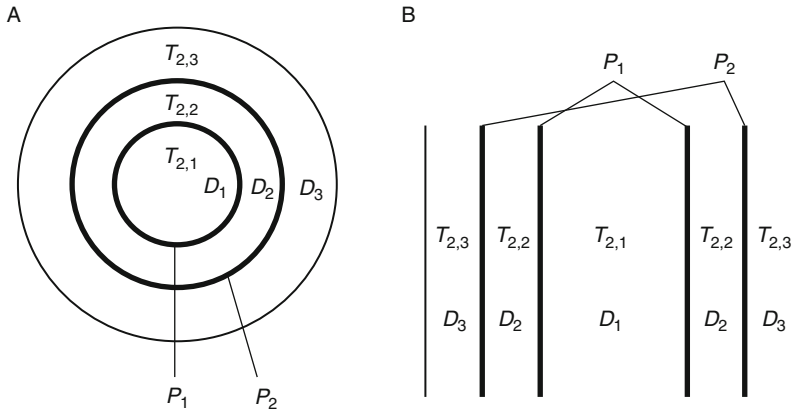 A
T2,3
T2,2
T2,1
D1 D2 D3
P1 P2
B
P1 P2
T2,3 T2,2 T2,1 T2,2 T2,3
D3 D2 D1 D2 D3